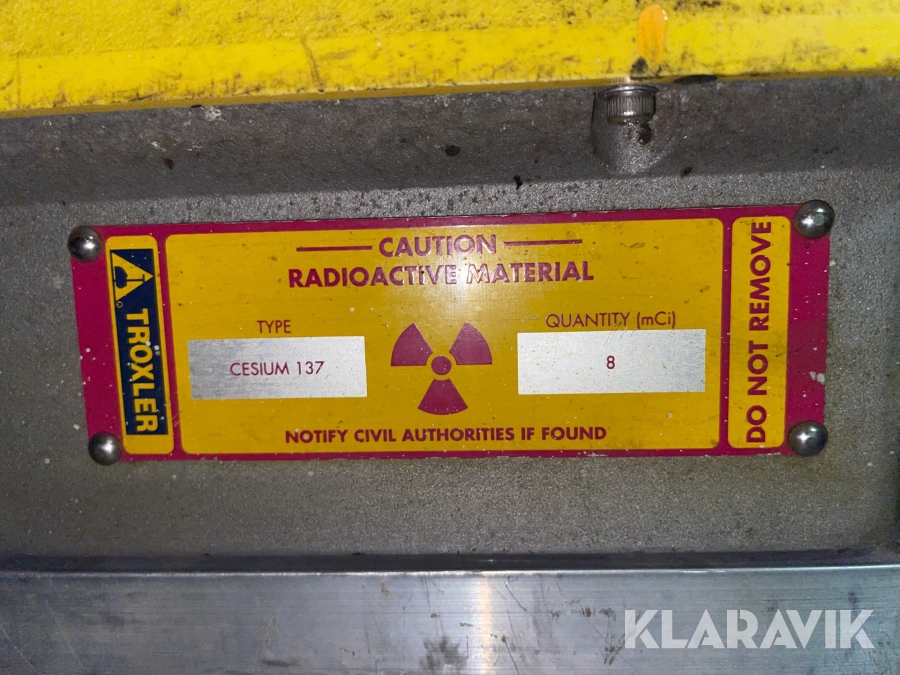 CAUTION
RADIOACTIVE MATERIAL
TROXLER
TYPE
QUANTITY (mCi)
CESIUM 137
8
NOTIFY CIVIL AUTHORITIES IF FOUND
DO NOT REMOVE
KLARAVIK